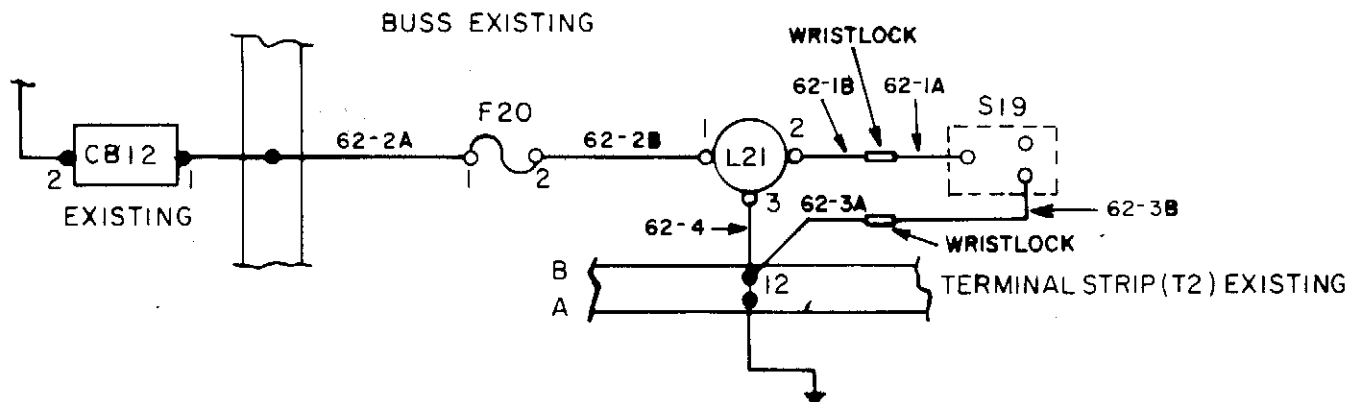 BUSS EXISTING
WRISTLOCK
62-1B
62-1A
S19
F20
62-2A
62-2B
1
2
L21
CB12
2
1
1
2
3
EXISTING
62-3A
62-3B
62-4
WRISTLOCK
B
12
TERMINAL STRIP (T2) EXISTING
A